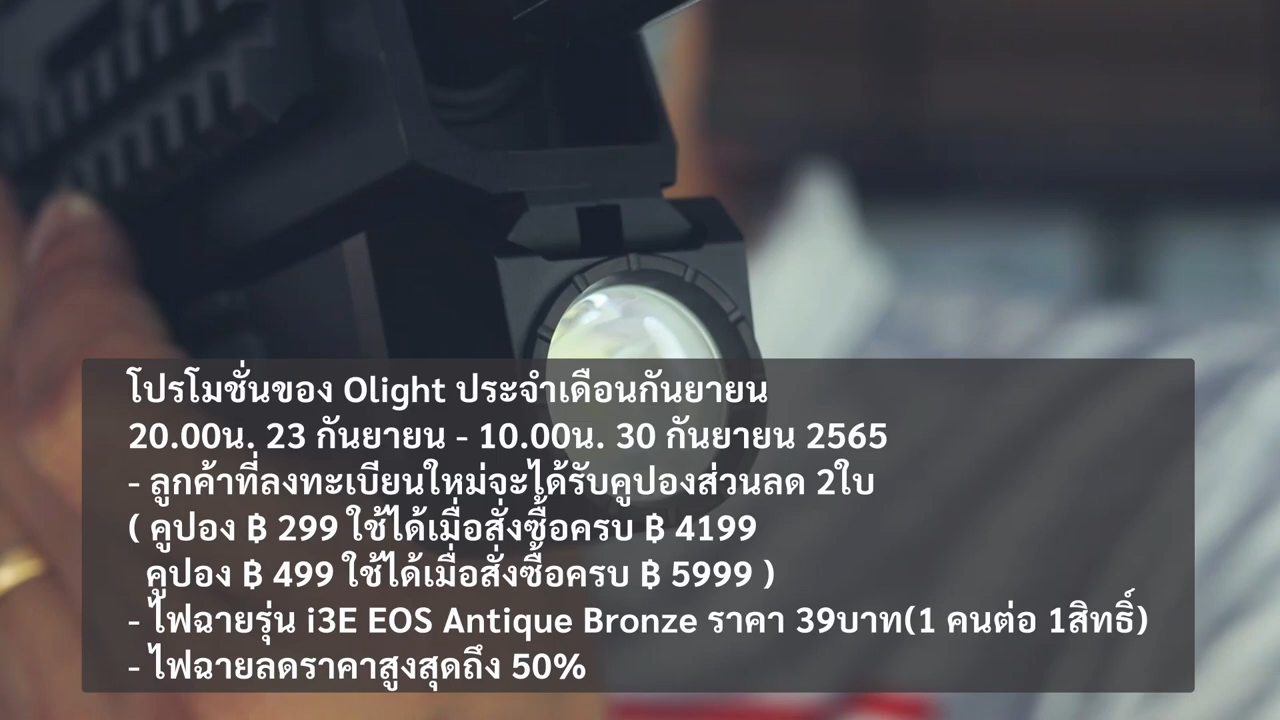 โปรโมชั่นของ Olight ประจำเดือนกันยายน
20.00น. 23 กันยายน - 10.00น. 30 กันยายน 2565
- ลูกค้าที่ลงทะเบียนใหม่จะได้รับคูปองส่วนลด 2ใบ
( คูปอง ฿ 299 ใช้ได้เมื่อสั่งซื้อครบ ฿ 4199
คูปอง ฿ 499 ใช้ได้เมื่อสั่งซื้อครบ ฿ 5999 )
- ไฟฉายรุ่น i3E EOS Antique Bronze ราคา 39บาท(1 คนต่อ 1สิทธิ์)
- ไฟฉายลดราคาสูงสุดถึง 50%